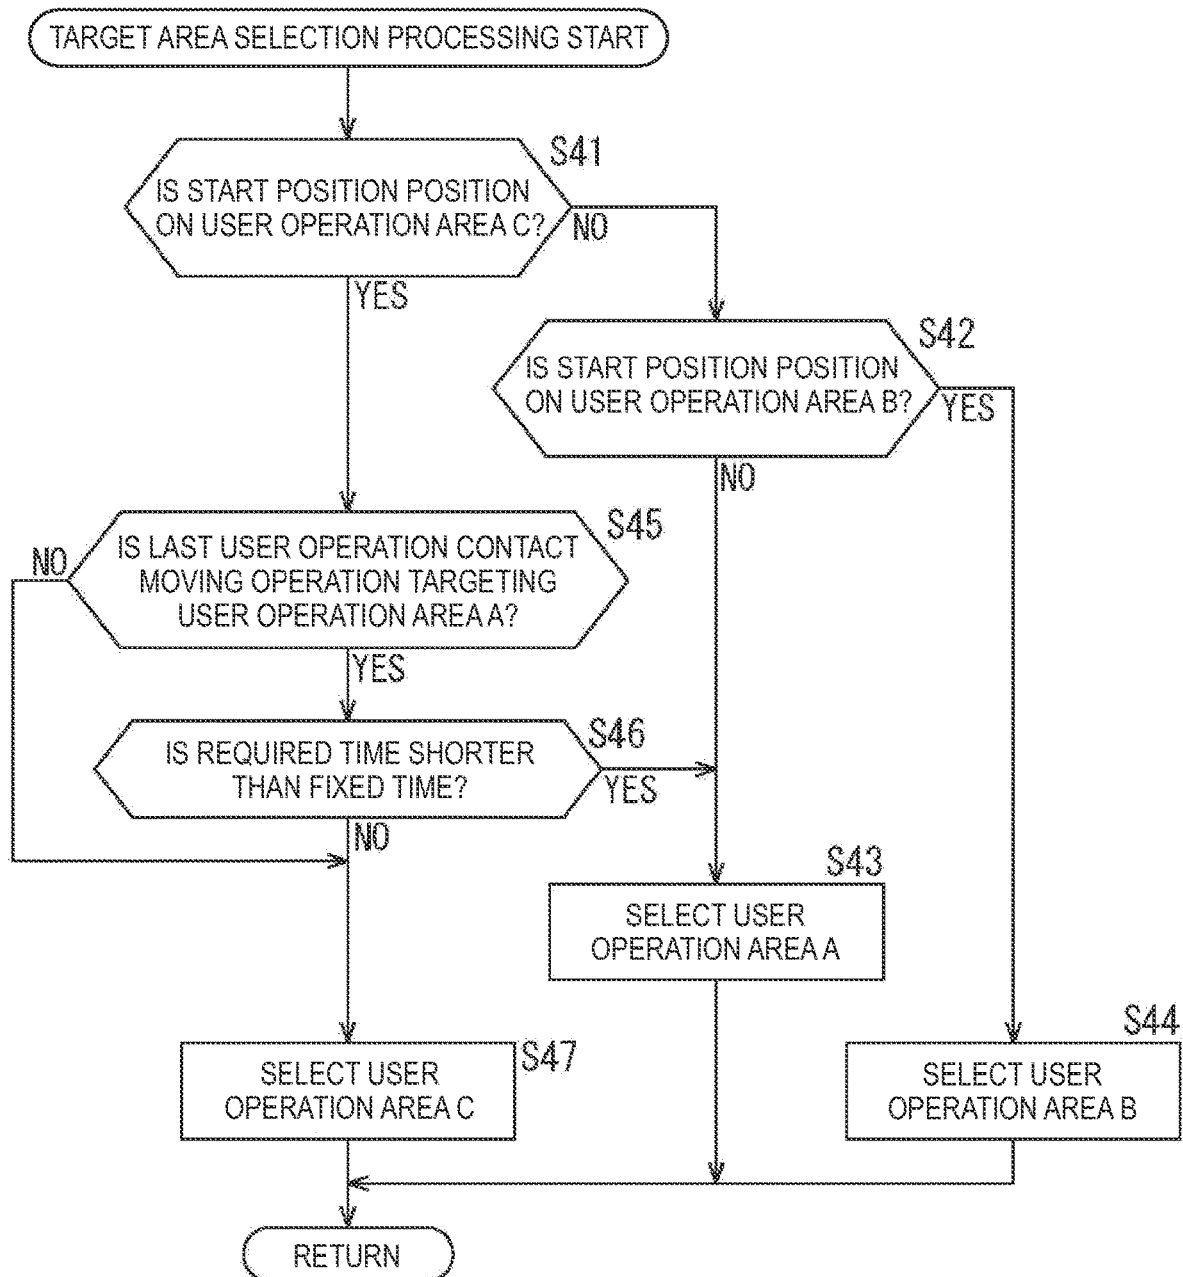 TARGET AREA SELECTION PROCESSING START
S41
IS START POSITION POSITION
ON USER OPERATION AREA C?
NO
YES
S42
IS START POSITION POSITION
ON USER OPERATION AREA B?
YES
NO
S45
IS LAST USER OPERATION CONTACT
MOVING OPERATION TARGETING
USER OPERATION AREA A?
NO
YES
S46
IS REQUIRED TIME SHORTER
THAN FIXED TIME?
YES
NO
S43
SELECT USER
OPERATION AREA A
S47
SELECT USER
OPERATION AREA C
S44
SELECT USER
OPERATION AREA B
RETURN